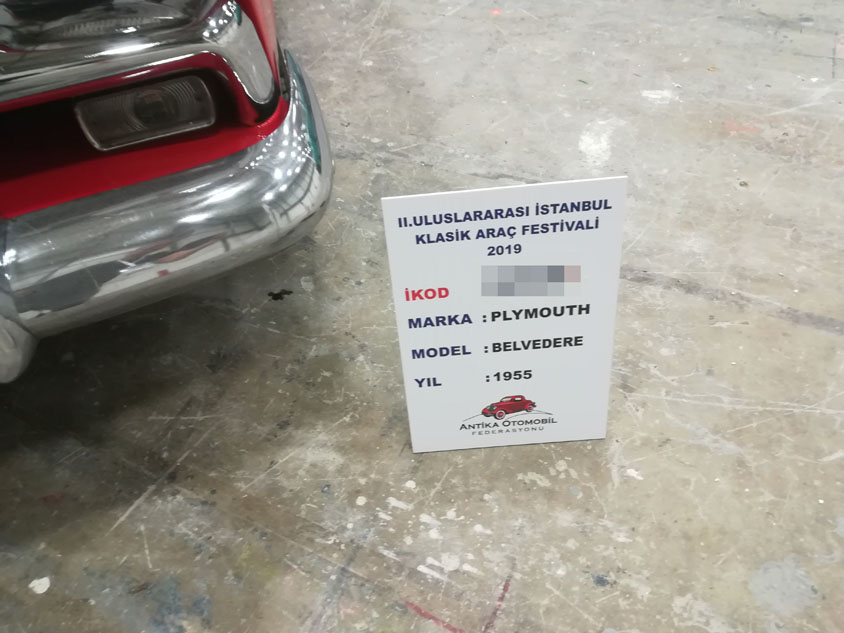 II.ULUSLARARASI İSTANBUL
KLASİK ARAÇ FESTİVALİ
2019
İKOD
MARKA : PLYMOUTH
MODEL : BELVEDERE
YIL : 1955
ANTİKA OTOMOBİL
FEDERASYONU